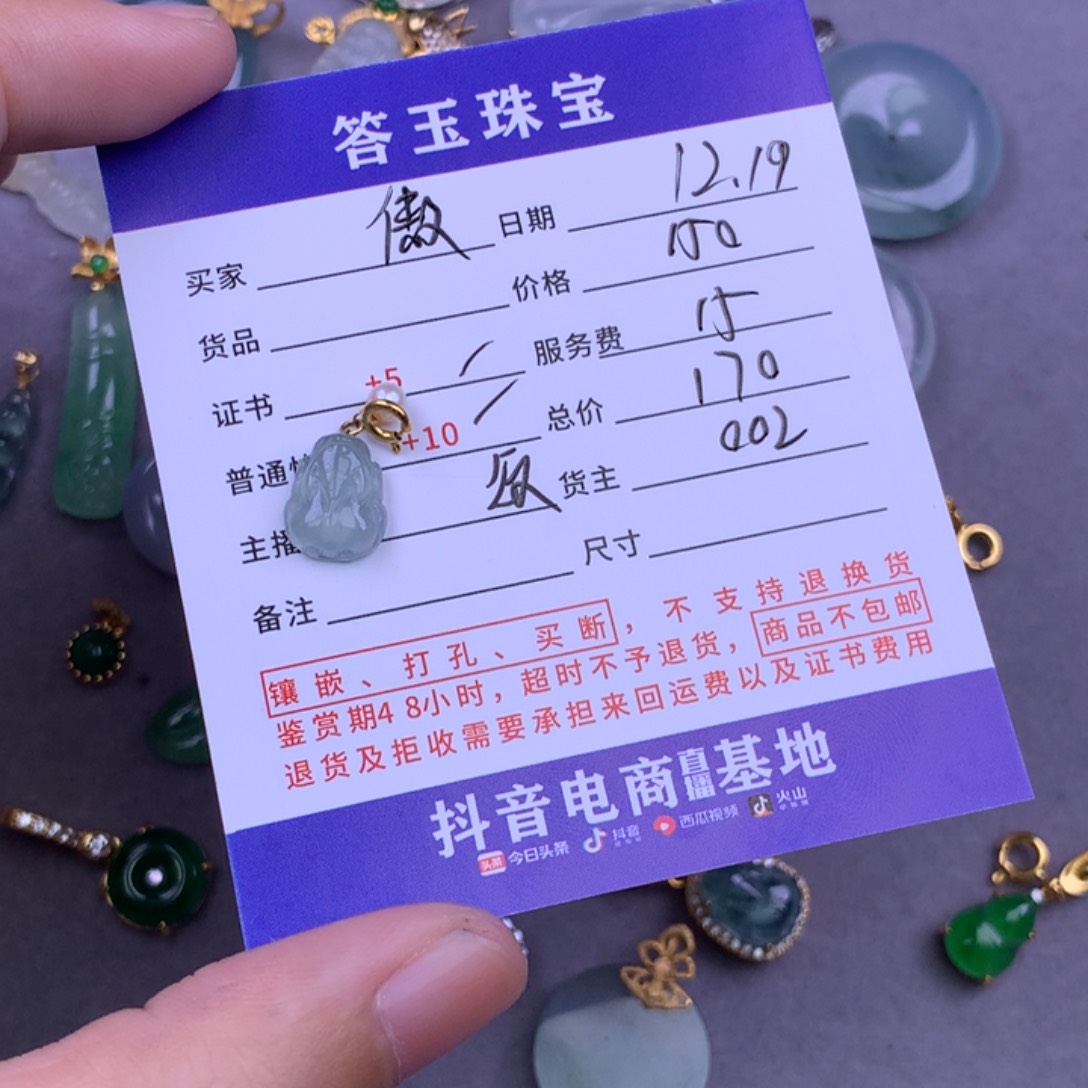 答玉珠宝
买家 傲 日期 12.19
货品 价格 150
证书 +5 / 服务费 15
普通 +10 / 总价 170
主播 货主 002
备注 尺寸
镶嵌、打孔、买断，不支持退换货
鉴赏期48小时，超时不予退货，商品不包邮
退货及拒收需要承担来回运费以及证书费用
抖音电商直播基地
头条 今日头条 抖音 西瓜视频 火山